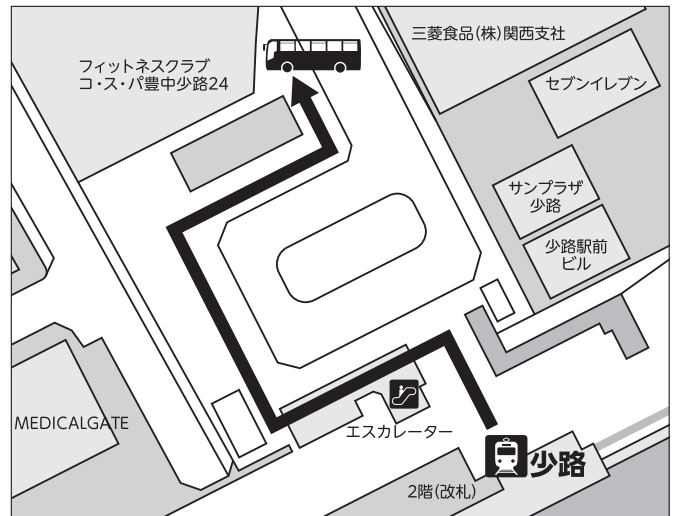 三菱食品(株)関西支社
フィットネスクラブ
コ・ス・パ豊中少路24
セブンイレブン
サンプラザ
少路
少路駅前
ビル
MEDICALGATE
エスカレーター
少路
2階(改札)